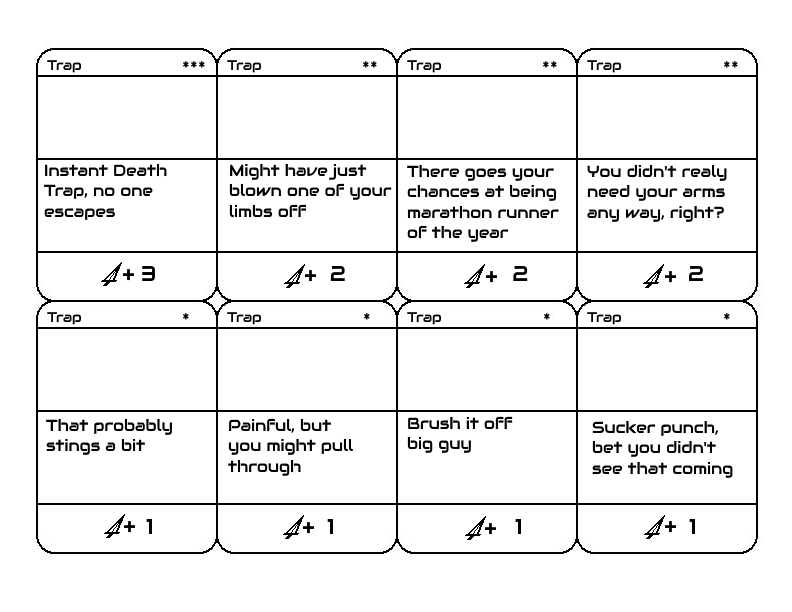 Trap ***
Trap **
Trap **
Trap **
Instant Death
Trap, no one
escapes
Might have just
blown one of your
limbs off
There goes your
chances at being
marathon runner
of the year
You didn't realy
need your arms
any way, right?
+ 3
+ 2
+ 2
+ 2
Trap *
Trap *
Trap *
Trap *
That probably
stings a bit
Painful, but
you might pull
through
Brush it off
big guy
Sucker punch,
bet you didn't
see that coming
+ 1
+ 1
+ 1
+ 1